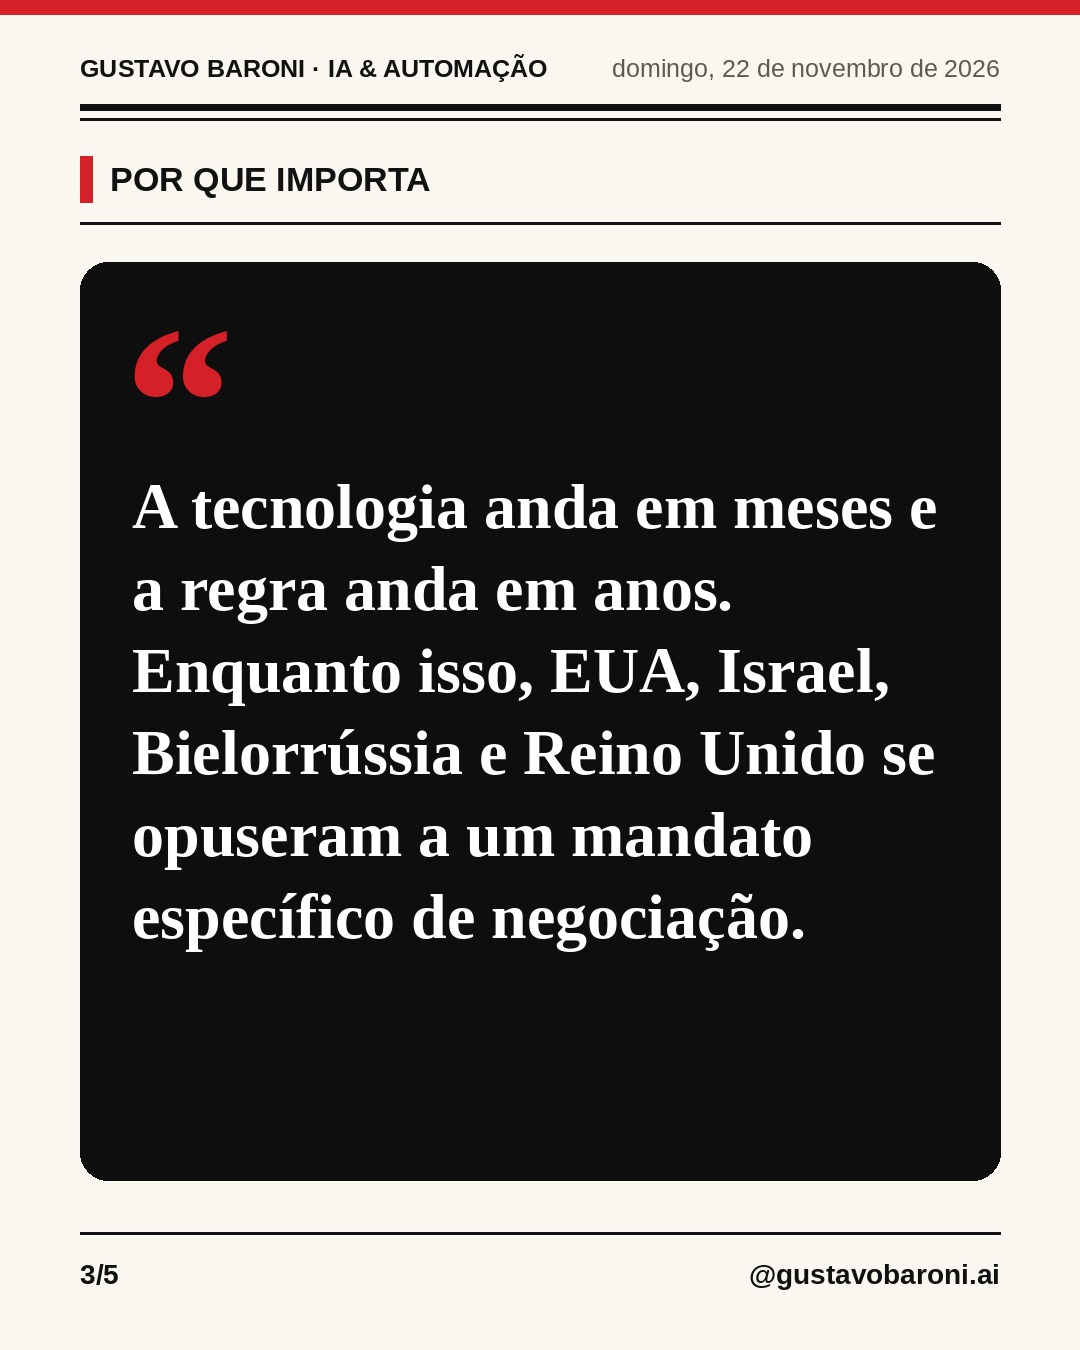 GUSTAVO BARONI · IA & AUTOMAÇÃO
domingo, 22 de novembro de 2026
POR QUE IMPORTA
“
A tecnologia anda em meses e
a regra anda em anos.
Enquanto isso, EUA, Israel,
Bielorrússia e Reino Unido se
opuseram a um mandato
específico de negociação.
3/5
@gustavobaroni.ai